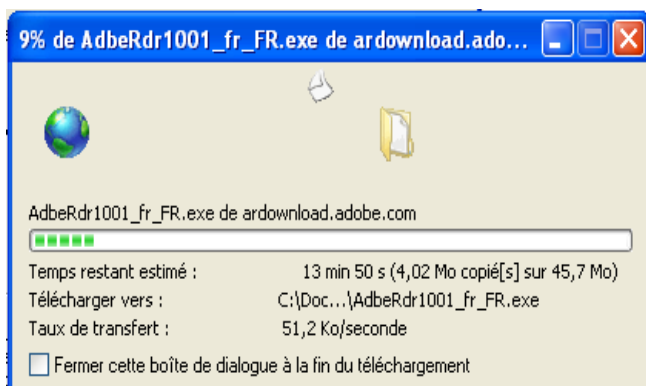 9% de AdbeRdr1001_fr_FR.exe de ardownload.ado...
AdbeRdr1001_fr_FR.exe de ardownload.adobe.com
Temps restant estimé : 13 min 50 s (4,02 Mo copié[s] sur 45,7 Mo)
Télécharger vers : C:\Doc...\AdbeRdr1001_fr_FR.exe
Taux de transfert : 51,2 Ko/seconde
Fermer cette boîte de dialogue à la fin du téléchargement